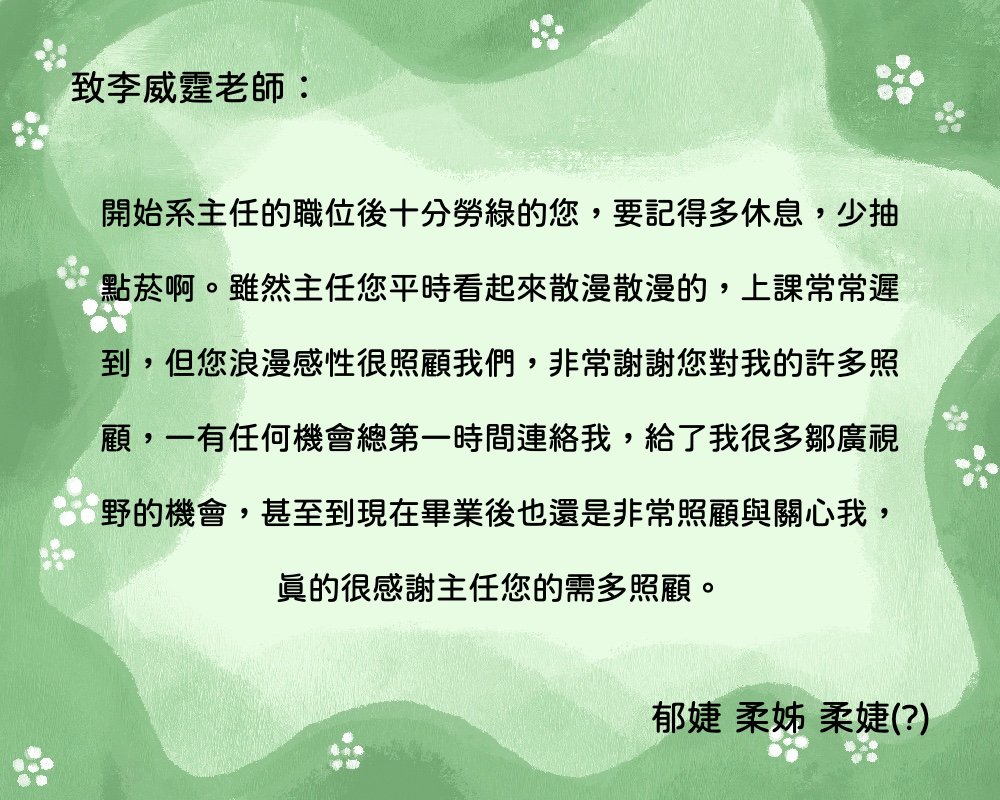 致李威霆老師：
開始系主任的職位後十分勞綠的您，要記得多休息，少抽
點菸啊。雖然主任您平時看起來散漫散漫的，上課常常遲
到，但您浪漫感性很照顧我們，非常謝謝您對我的許多照
顧，一有任何機會總第一時間連絡我，給了我很多鄒廣視
野的機會，甚至到現在畢業後也還是非常照顧與關心我，
真的很感謝主任您的需多照顧。
郁婕 柔姊 柔婕(?)